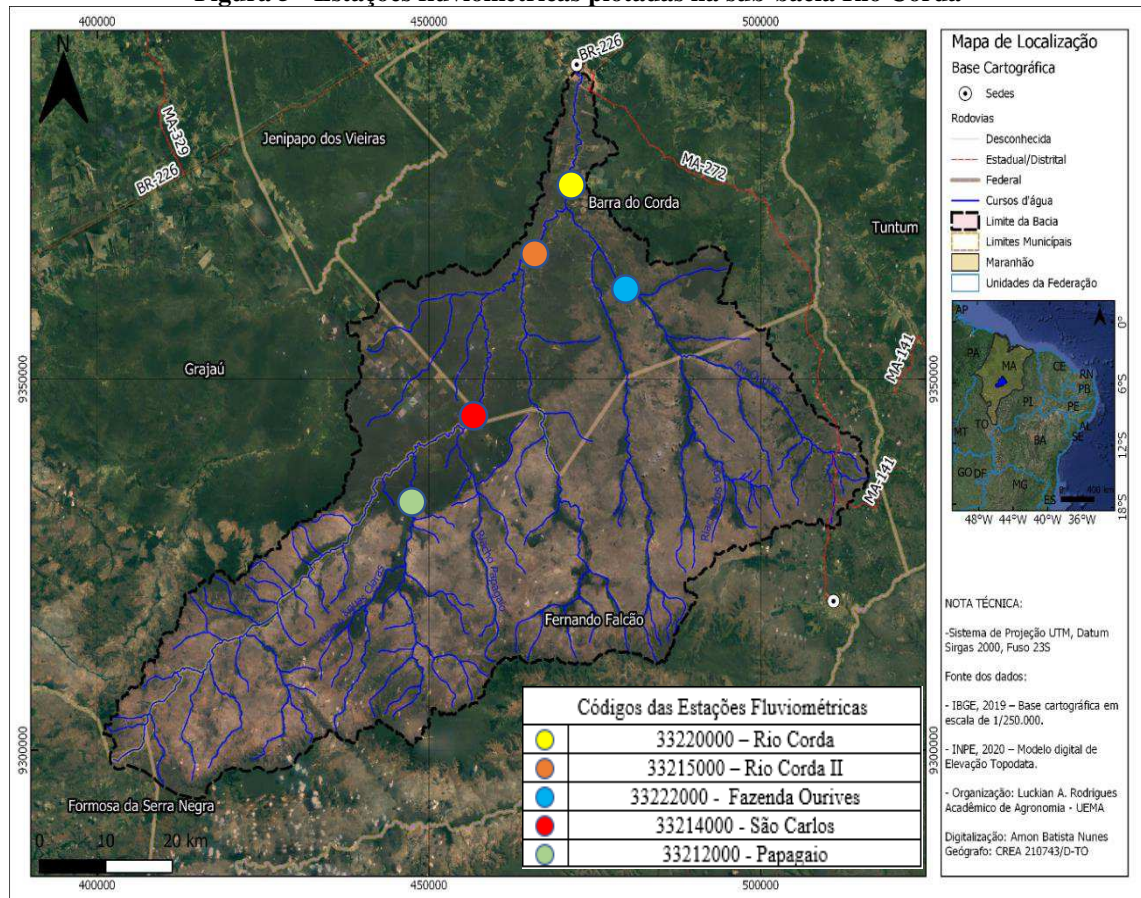 Figura 3 - Estações fluviométricas plotadas na sub-bacia Rio Corda
400000
450000
500000
N
BR-226
MA-329
BR-226
Jenipapo dos Vieiras
MA-272
Barra do Corda
Tuntum
MA-141
9350000
9350000
Grajaú
Rio Ourives
MA-141
Riacho Papagaio
Fernando Falcão
9300000
9300000
Formosa da Serra Negra
0 10 20 km
400000
450000
500000
Códigos das Estações Fluviométricas
33220000 – Rio Corda
33215000 – Rio Corda II
33222000 - Fazenda Ourives
33214000 - São Carlos
33212000 - Papagaio
Mapa de Localização
Base Cartográfica
Sedes
Rodovias
Desconhecida
Estadual/Distrital
Federal
Cursos d'água
Limite da Bacia
Limites Municípais
Maranhão
Unidades da Federação
AP
PA
MA
CE
RN
PB
PI
PE
AL
SE
TO
MT
BA
GO
DF
MG
ES
0°
6°S
12°S
18°S
0 400 km
48°W 44°W 40°W 36°W
NOTA TÉCNICA:
-Sistema de Projeção UTM, Datum
Sirgas 2000, Fuso 23S
Fonte dos dados:
- IBGE, 2019 – Base cartográfica em
escala de 1/250.000.
- INPE, 2020 – Modelo digital de
Elevação Topodata.
- Organização: Luckian A. Rodrigues
Acadêmico de Agronomia - UEMA
Digitalização: Amon Batista Nunes
Geógrafo: CREA 210743/D-TO